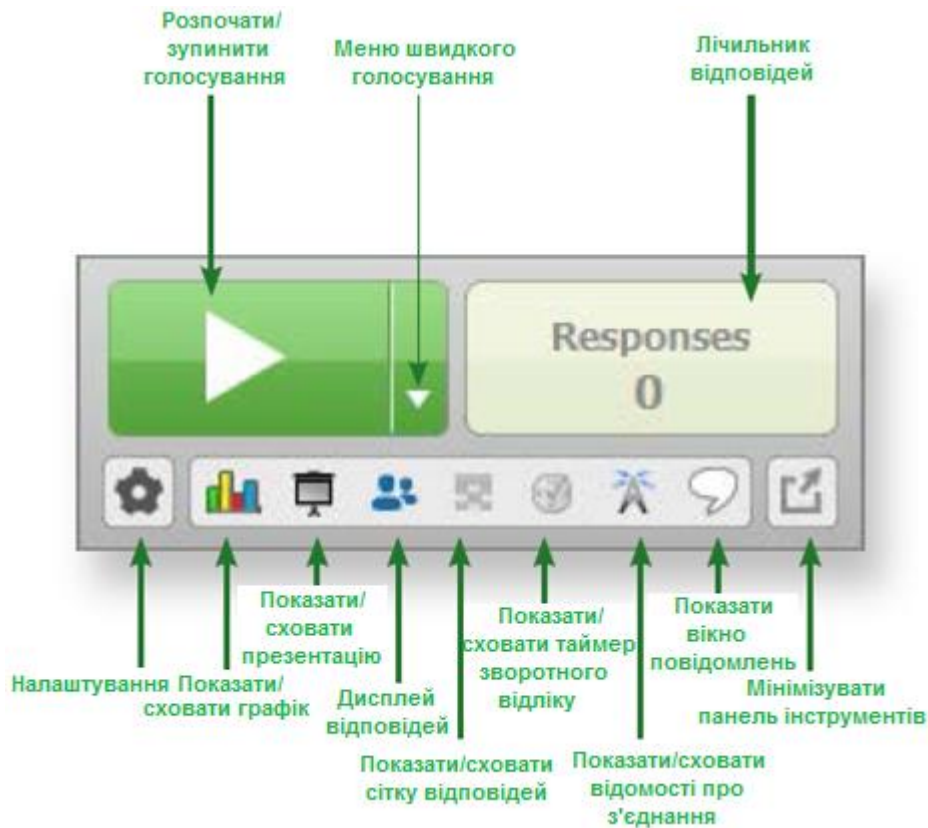 Розпочати/
зупинити
голосування
Меню швидкого
голосування
Лічильник
відповідей
Responses
0
Налаштування
Показати/
сховати графік
Показати/
сховати
презентацію
Дисплей
відповідей
Показати/сховати
сітку відповідей
Показати/
сховати таймер
зворотного
відліку
Показати/сховати
відомості про
з'єднання
Показати
вікно
повідомлень
Мінімізувати
панель інструментів